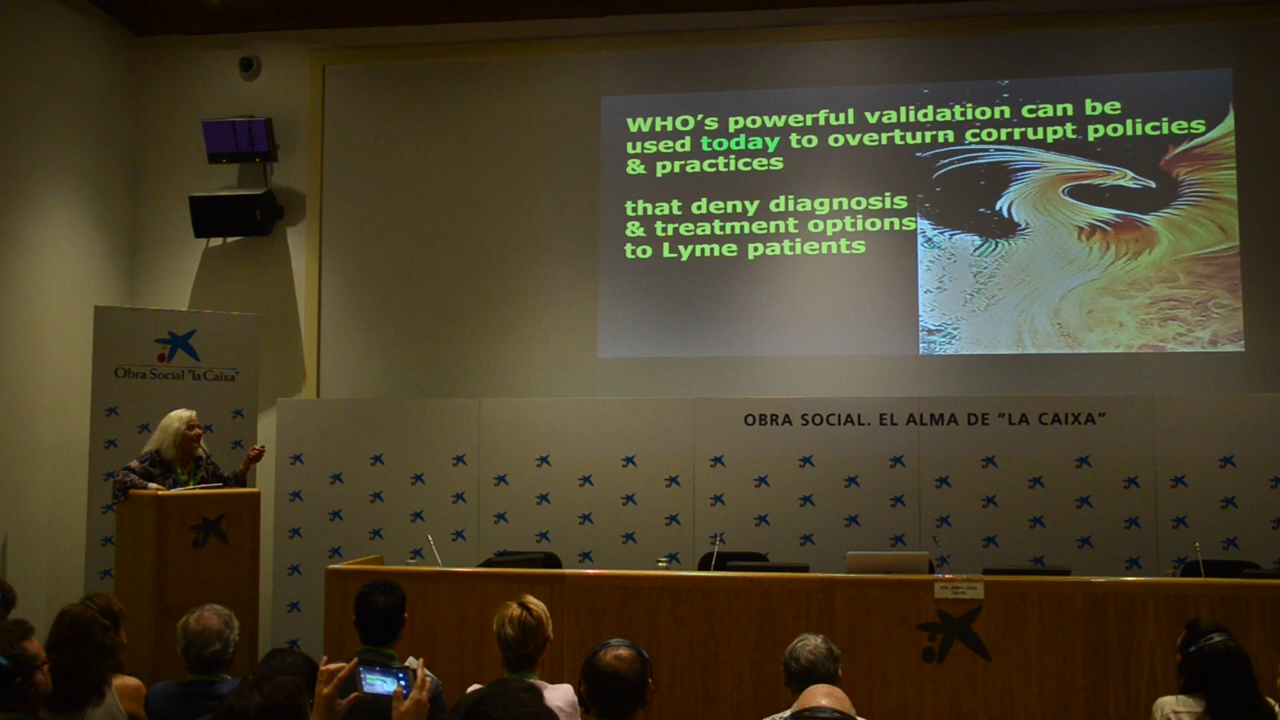 WHO's powerful validation can be
used today to overturn corrupt policies
& practices
that deny diagnosis
& treatment options
to Lyme patients
Obra Social "la Caixa"
OBRA SOCIAL. EL ALMA DE "LA CAIXA"